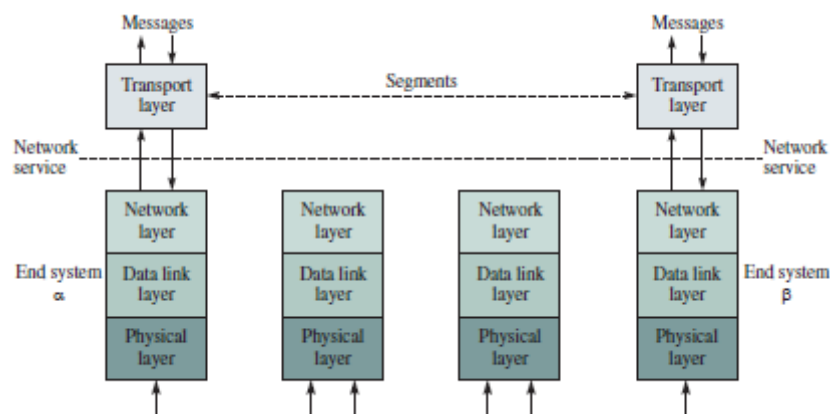 Messages
Messages
Transport
layer
Segments
Transport
layer
Network
service
Network
service
Network
layer
Network
layer
Network
layer
Network
layer
End system
α
Data link
layer
Data link
layer
Data link
layer
Data link
layer
End system
β
Physical
layer
Physical
layer
Physical
layer
Physical
layer